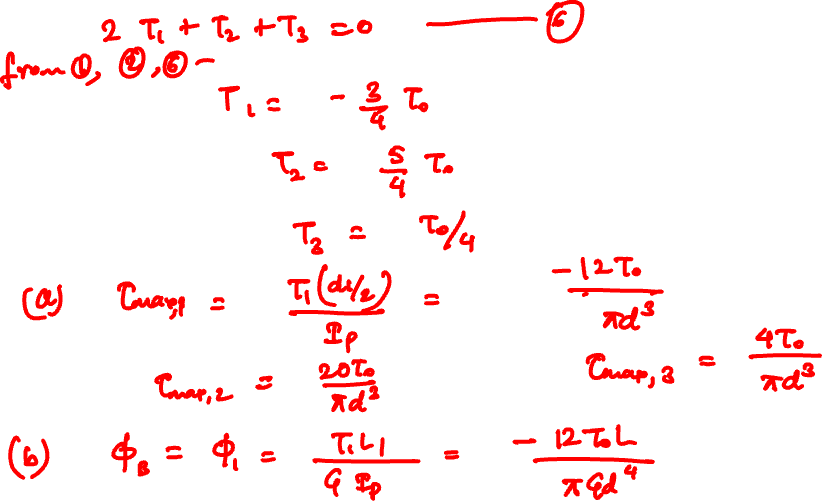 2 T₁ + T₂ + T₃ = 0 —— ⑥
from ①, ②, ⑥ -
T₁ = - 3/4 T₀
T₂ = 5/4 T₀
T₃ = T₀/4
(a) τmax,1 = T₁(d1/2)/Ip = -12T₀/πd³
τmax,2 = 20T₀/πd³ τmax,3 = 4T₀/πd³
(b) ϕB = ϕ₁ = T₁L₁/G Ip = -12T₀L/πGd⁴